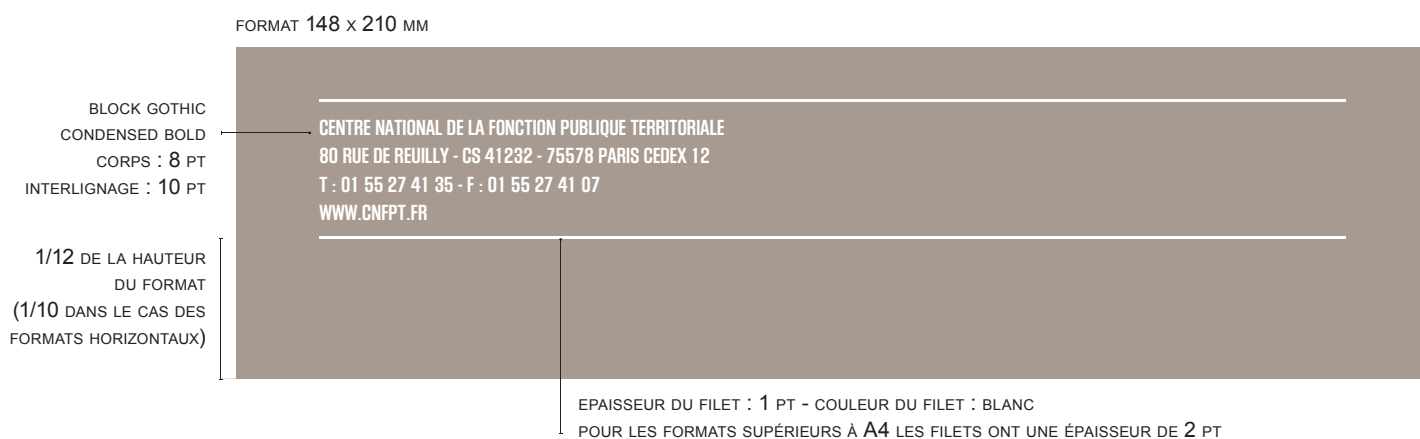 FORMAT 148 X 210 MM
BLOCK GOTHIC
CONDENSED BOLD
CORPS : 8 PT
INTERLIGNAGE : 10 PT
CENTRE NATIONAL DE LA FONCTION PUBLIQUE TERRITORIALE
80 RUE DE REUILLY - CS 41232 - 75578 PARIS CEDEX 12
T : 01 55 27 41 35 - F : 01 55 27 41 07
WWW.CNFPT.FR
1/12 DE LA HAUTEUR
DU FORMAT
(1/10 DANS LE CAS DES
FORMATS HORIZONTAUX)
EPAISSEUR DU FILET : 1 PT - COULEUR DU FILET : BLANC
POUR LES FORMATS SUPÉRIEURS À A4 LES FILETS ONT UNE ÉPAISSEUR DE 2 PT